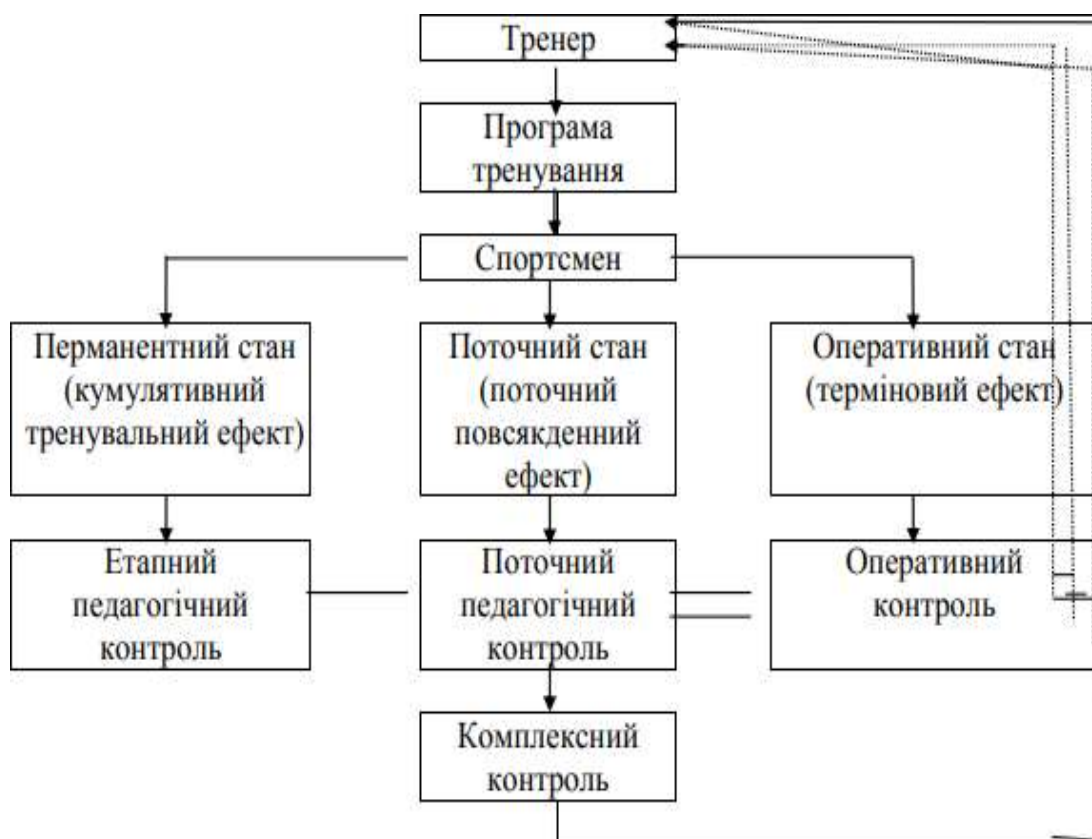 Тренер
Програма
тренування
Спортсмен
Перманентний стан
(кумулятивний
тренувальний ефект)
Поточний стан
(поточний
повсякденний
ефект)
Оперативний стан
(терміновий ефект)
Етапний
педагогічний
контроль
Поточний
педагогічний
контроль
Оперативний
контроль
Комплексний
контроль